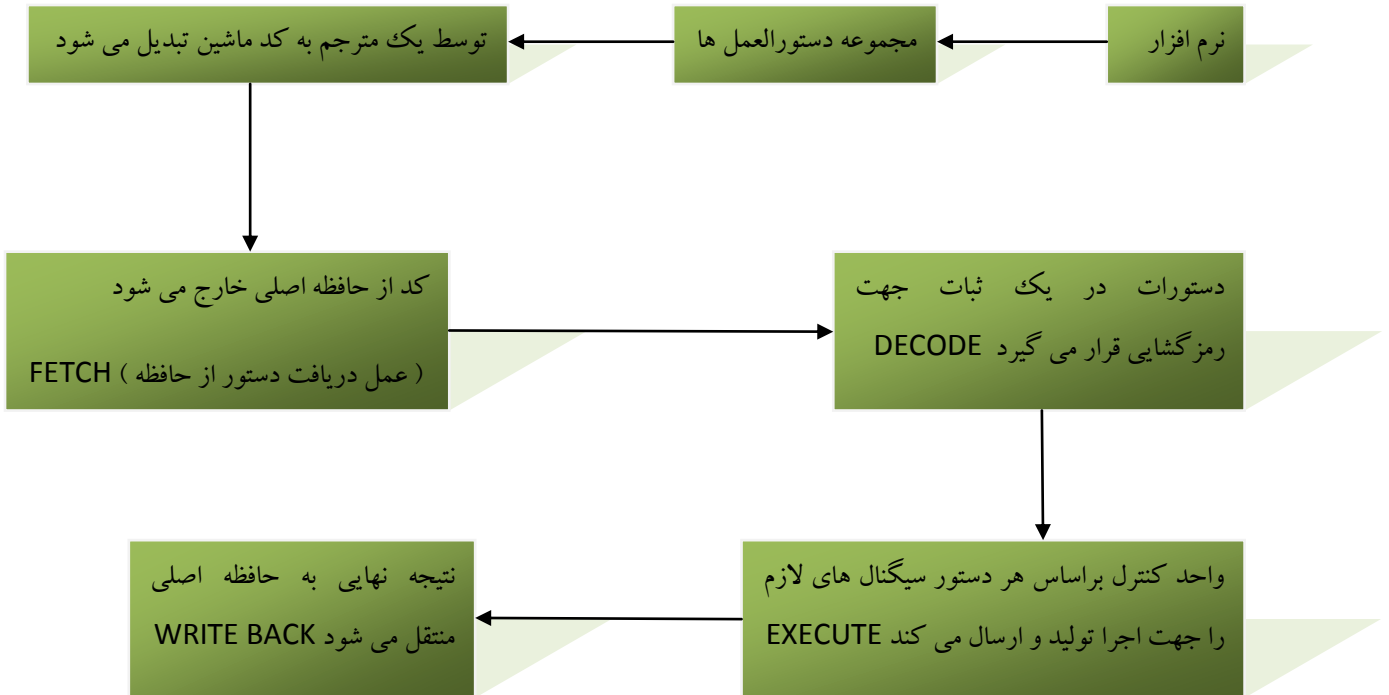 نرم افزار
مجموعه دستورالعمل ها
توسط یک مترجم به کد ماشین تبدیل می شود
کد از حافظه اصلی خارج می شود
( عمل دریافت دستور از حافظه ) FETCH
دستورات در یک ثبات جهت
رمزگشایی قرار می گیرد DECODE
واحد کنترل براساس هر دستور سیگنال های لازم
را جهت اجرا تولید و ارسال می کند EXECUTE
نتیجه نهایی به حافظه اصلی
منتقل می شود WRITE BACK